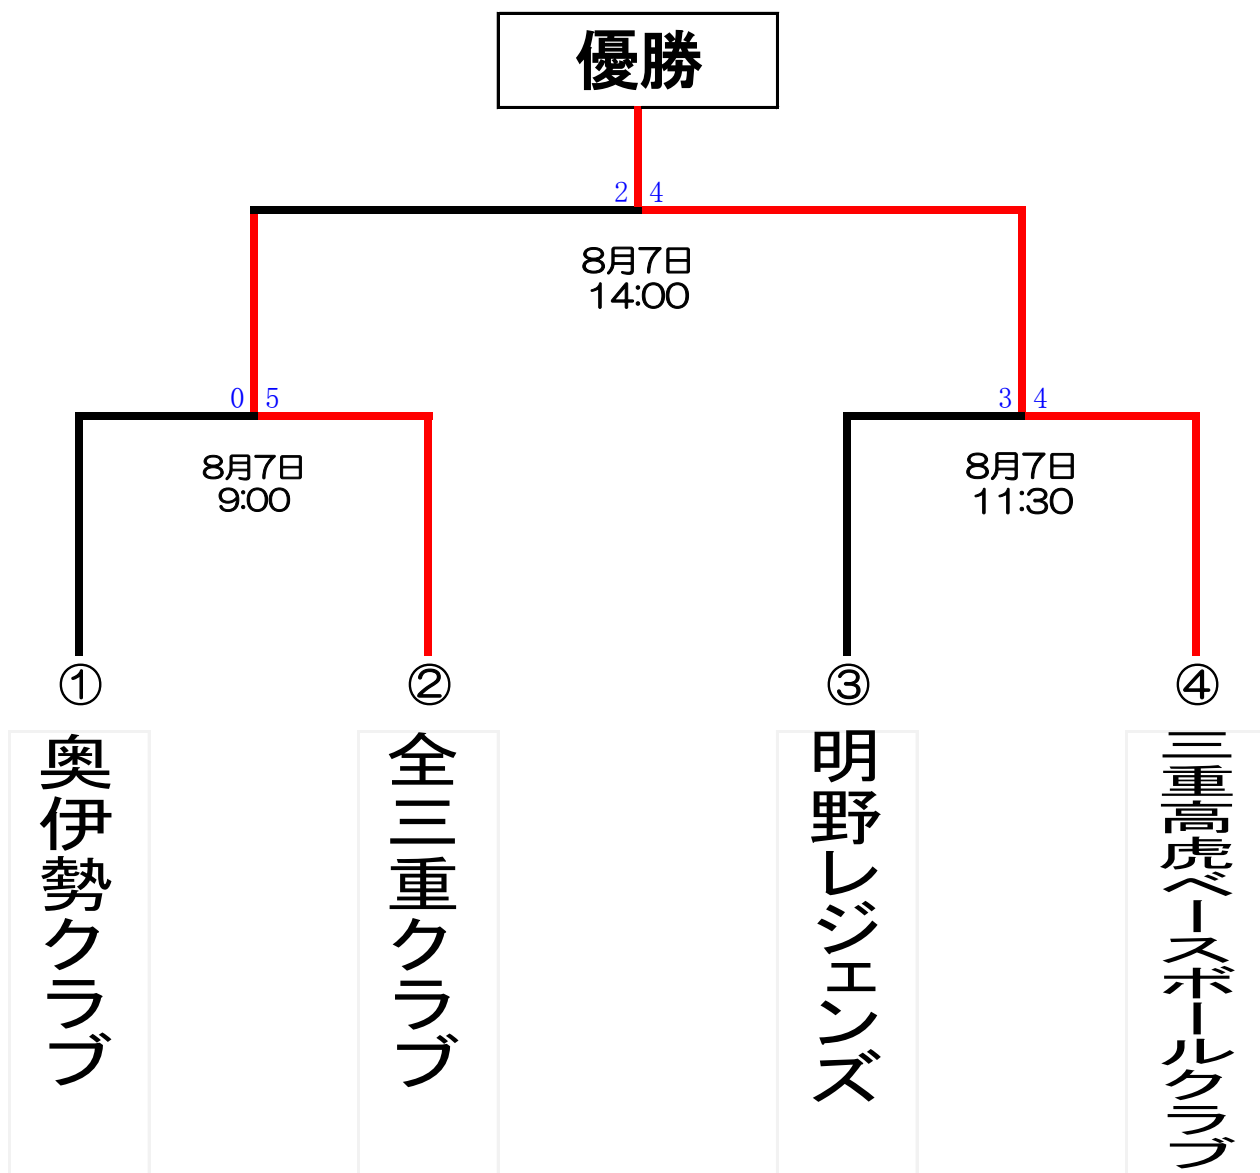 優勝
2 4
8月7日
14:00
0 5
8月7日
9:00
3 4
8月7日
11:30
①
奥伊勢クラブ
②
全三重クラブ
③
明野レジェンズ
④
三重高虎ベースボールクラブ